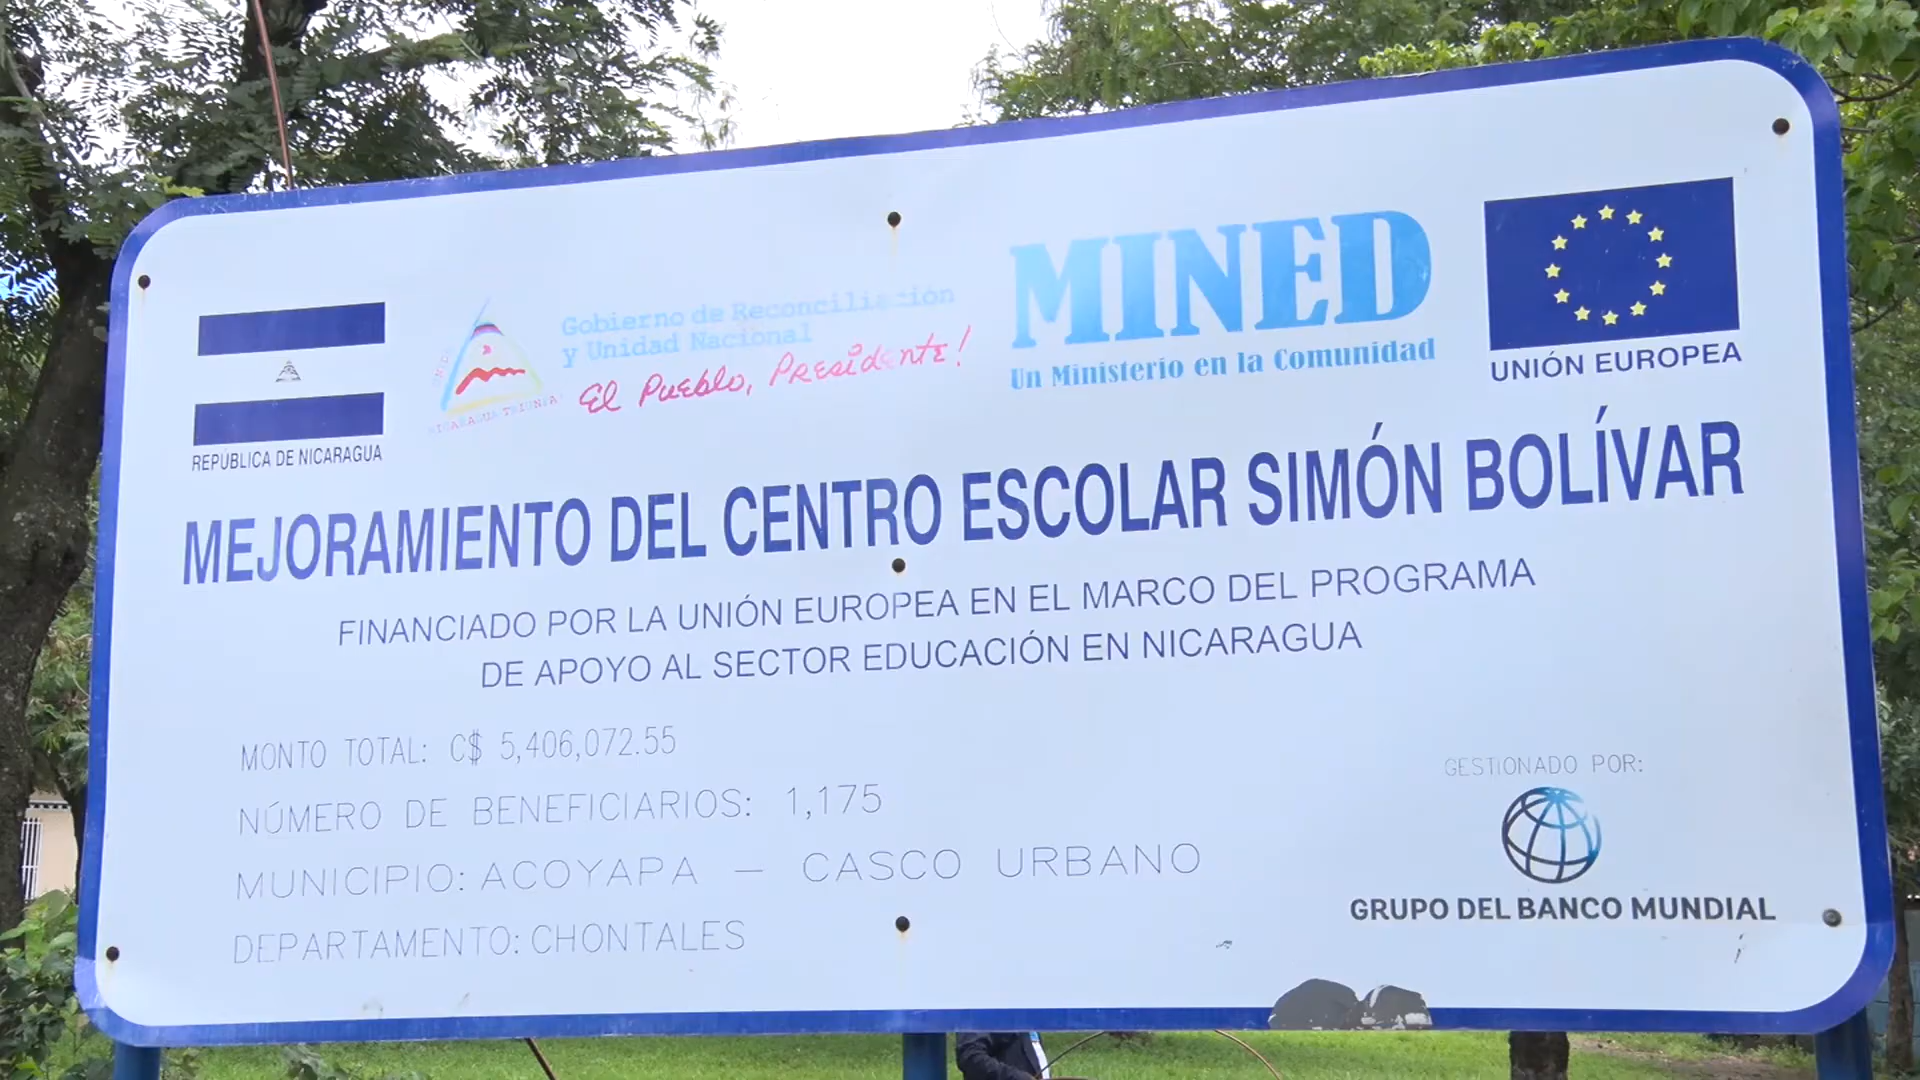 REPÚBLICA DE NICARAGUA
UNIDA
NICARAGUA TRIUNFA
Gobierno de Reconciliación
y Unidad Nacional
El Pueblo, Presidente!
MINED
Un Ministerio en la Comunidad
UNIÓN EUROPEA
MEJORAMIENTO DEL CENTRO ESCOLAR SIMÓN BOLÍVAR
FINANCIADO POR LA UNIÓN EUROPEA EN EL MARCO DEL PROGRAMA
DE APOYO AL SECTOR EDUCACIÓN EN NICARAGUA
MONTO TOTAL: C$ 5,406,072.55
NÚMERO DE BENEFICIARIOS: 1,175
MUNICIPIO: ACOYAPA – CASCO URBANO
DEPARTAMENTO: CHONTALES
GESTIONADO POR:
GRUPO DEL BANCO MUNDIAL